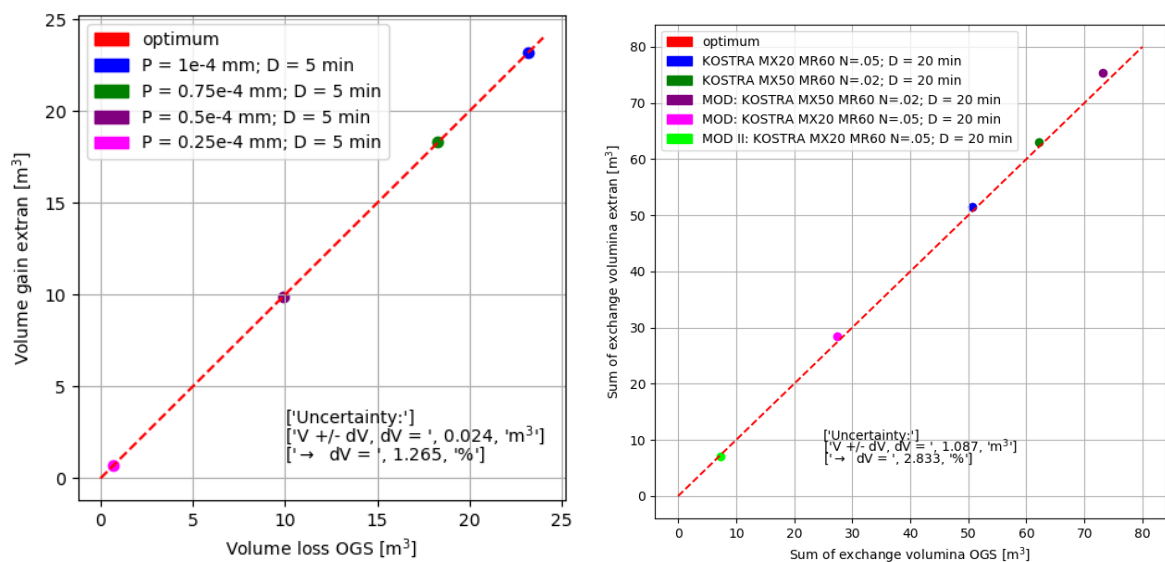 25
20
15
10
5
0
Volume gain extran [m³]
optimum
P = 1e-4 mm; D = 5 min
P = 0.75e-4 mm; D = 5 min
P = 0.5e-4 mm; D = 5 min
P = 0.25e-4 mm; D = 5 min
['Uncertainty:']
['V +/- dV, dV = ', 0.024, 'm³']
['→  dV = ', 1.265, '%']
0 5 10 15 20 25
Volume loss OGS [m³]
80
70
60
50
40
30
20
10
0
Sum of exchange volumina extran [m³]
optimum
KOSTRA MX20 MR60 N=.05; D = 20 min
KOSTRA MX50 MR60 N=.02; D = 20 min
MOD: KOSTRA MX50 MR60 N=.02; D = 20 min
MOD: KOSTRA MX20 MR60 N=.05; D = 20 min
MOD II: KOSTRA MX20 MR60 N=.05; D = 20 min
['Uncertainty:']
['V +/- dV, dV = ', 1.087, 'm³']
['→  dV = ', 2.833, '%']
0 10 20 30 40 50 60 70 80
Sum of exchange volumina OGS [m³]